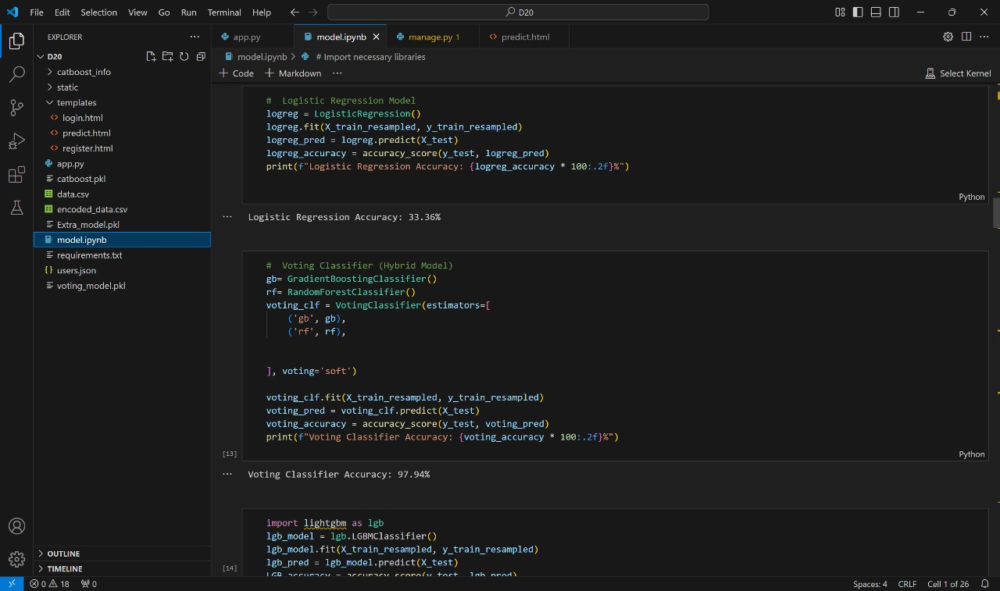 File Edit Selection View Go Run Terminal Help D20
EXPLORER
D20
catboost_info
static
templates
login.html
predict.html
register.html
app.py
catboost.pkl
data.csv
encoded_data.csv
Extra_model.pkl
model.ipynb
requirements.txt
users.json
voting_model.pkl
OUTLINE
TIMELINE
app.py model.ipynb manage.py 1 predict.html
model.ipynb > # Import necessary libraries
+ Code + Markdown ··· Select Kernel
#  Logistic Regression Model
logreg = LogisticRegression()
logreg.fit(X_train_resampled, y_train_resampled)
logreg_pred = logreg.predict(X_test)
logreg_accuracy = accuracy_score(y_test, logreg_pred)
print(f"Logistic Regression Accuracy: {logreg_accuracy * 100:.2f}%")
Python
Logistic Regression Accuracy: 33.36%
#  Voting Classifier (Hybrid Model)
gb= GradientBoostingClassifier()
rf= RandomForestClassifier()
voting_clf = VotingClassifier(estimators=[
('gb', gb),
('rf', rf),
], voting='soft')
voting_clf.fit(X_train_resampled, y_train_resampled)
voting_pred = voting_clf.predict(X_test)
voting_accuracy = accuracy_score(y_test, voting_pred)
print(f"Voting Classifier Accuracy: {voting_accuracy * 100:.2f}%")
[13] Python
Voting Classifier Accuracy: 97.94%
import lightgbm as lgb
lgb_model = lgb.LGBMClassifier()
lgb_model.fit(X_train_resampled, y_train_resampled)
lgb_pred = lgb_model.predict(X_test)
[14]
LGB_accuracy = accuracy_score(y_test, lgb_pred)
0 18 0 Spaces: 4 CRLF Cell 1 of 26